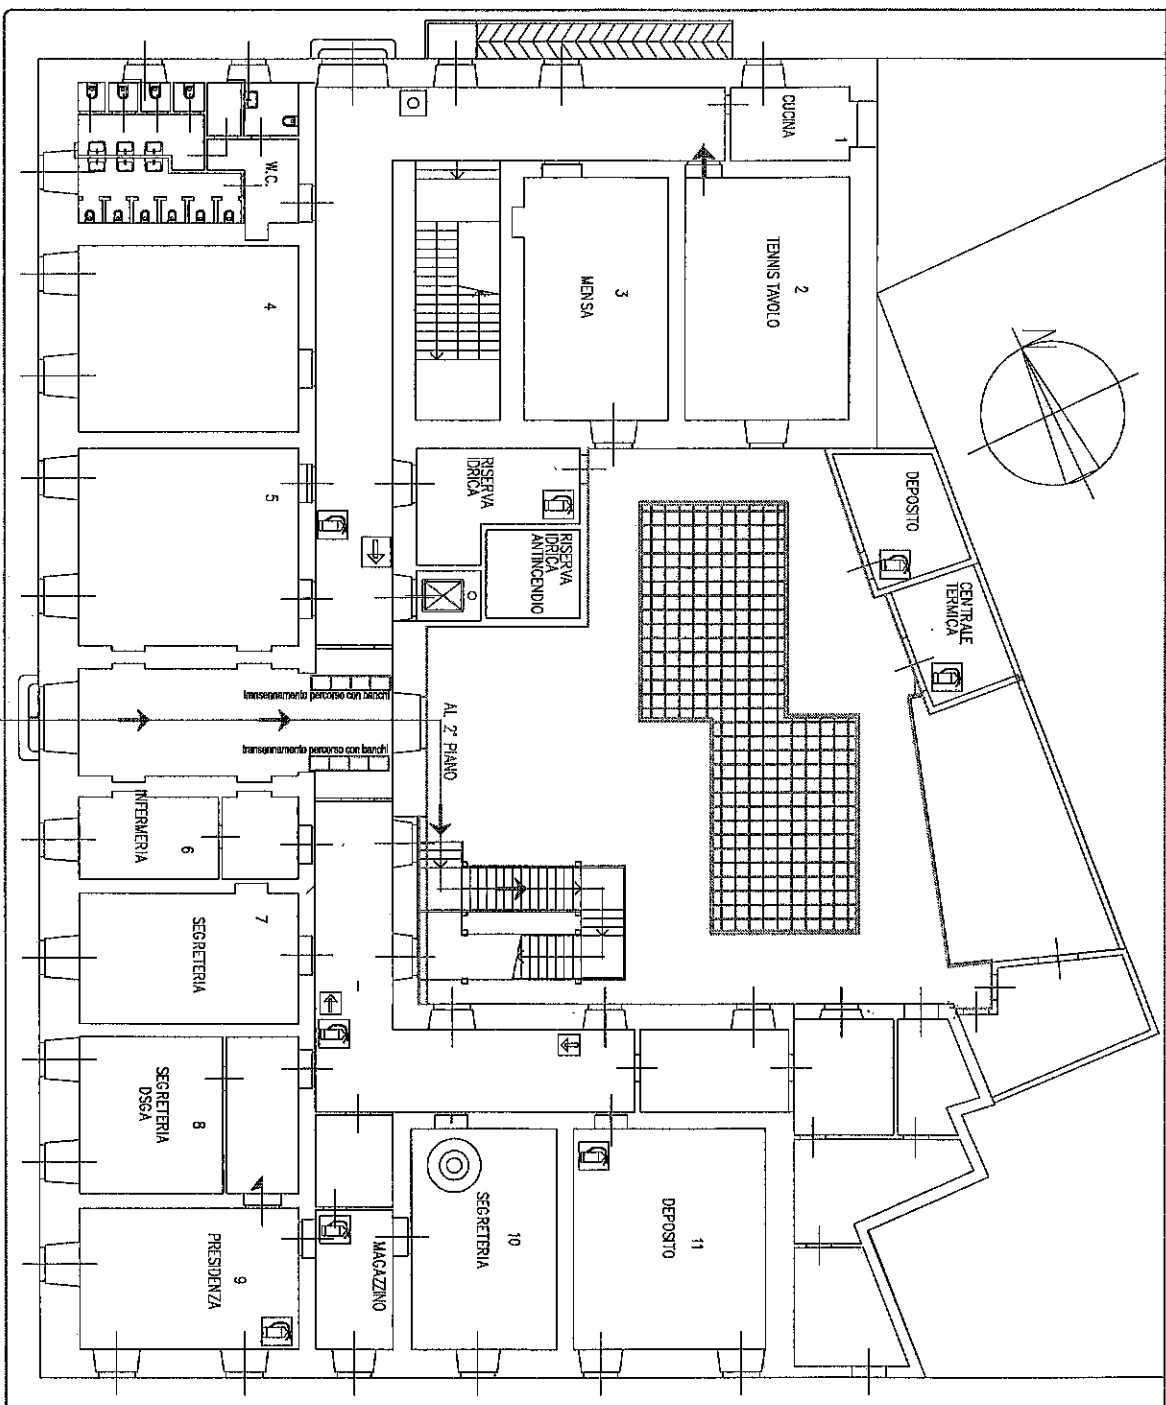 CUCINA
1
W.C.
TENNIS TAVOLO
2
MENSA
3
4
N
5
RISERVA
IDRICA
RISERVA
IDRICA
ANTINCENDIO
DEPOSITO
CENTRALE
TERMICA
transennamento percorso con banchi
transennamento percorso con banchi
AL 2° PIANO
INFERMERIA
6
SEGRETERIA
7
SEGRETERIA
DSGA
8
PRESIDENZA
9
MAGAZZINO
SEGRETERIA
10
DEPOSITO
11